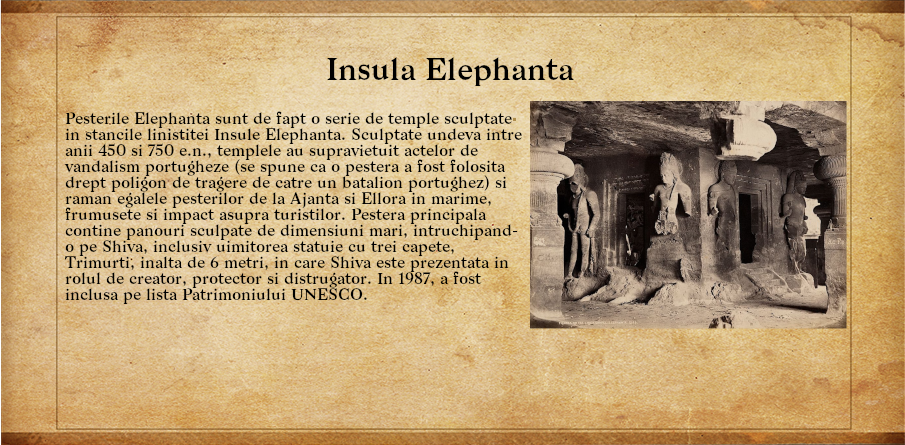 Insula Elephanta
Pesterile Elephanta sunt de fapt o serie de temple sculptate
in stancile linistitei Insule Elephanta. Sculptate undeva intre
anii 450 si 750 e.n., templele au supravietuit actelor de
vandalism portugheze (se spune ca o pestera a fost folosita
drept poligon de tragere de catre un batalion portughez) si
raman egalele pesterilor de la Ajanta si Ellora in marime,
frumusete si impact asupra turistilor. Pestera principala
contine panouri sculpate de dimensiuni mari, intruchipand-
o pe Shiva, inclusiv uimitorea statuie cu trei capete,
Trimurti, inalta de 6 metri, in care Shiva este prezentata in
rolul de creator, protector si distrugator. In 1987, a fost
inclusa pe lista Patrimoniului UNESCO.